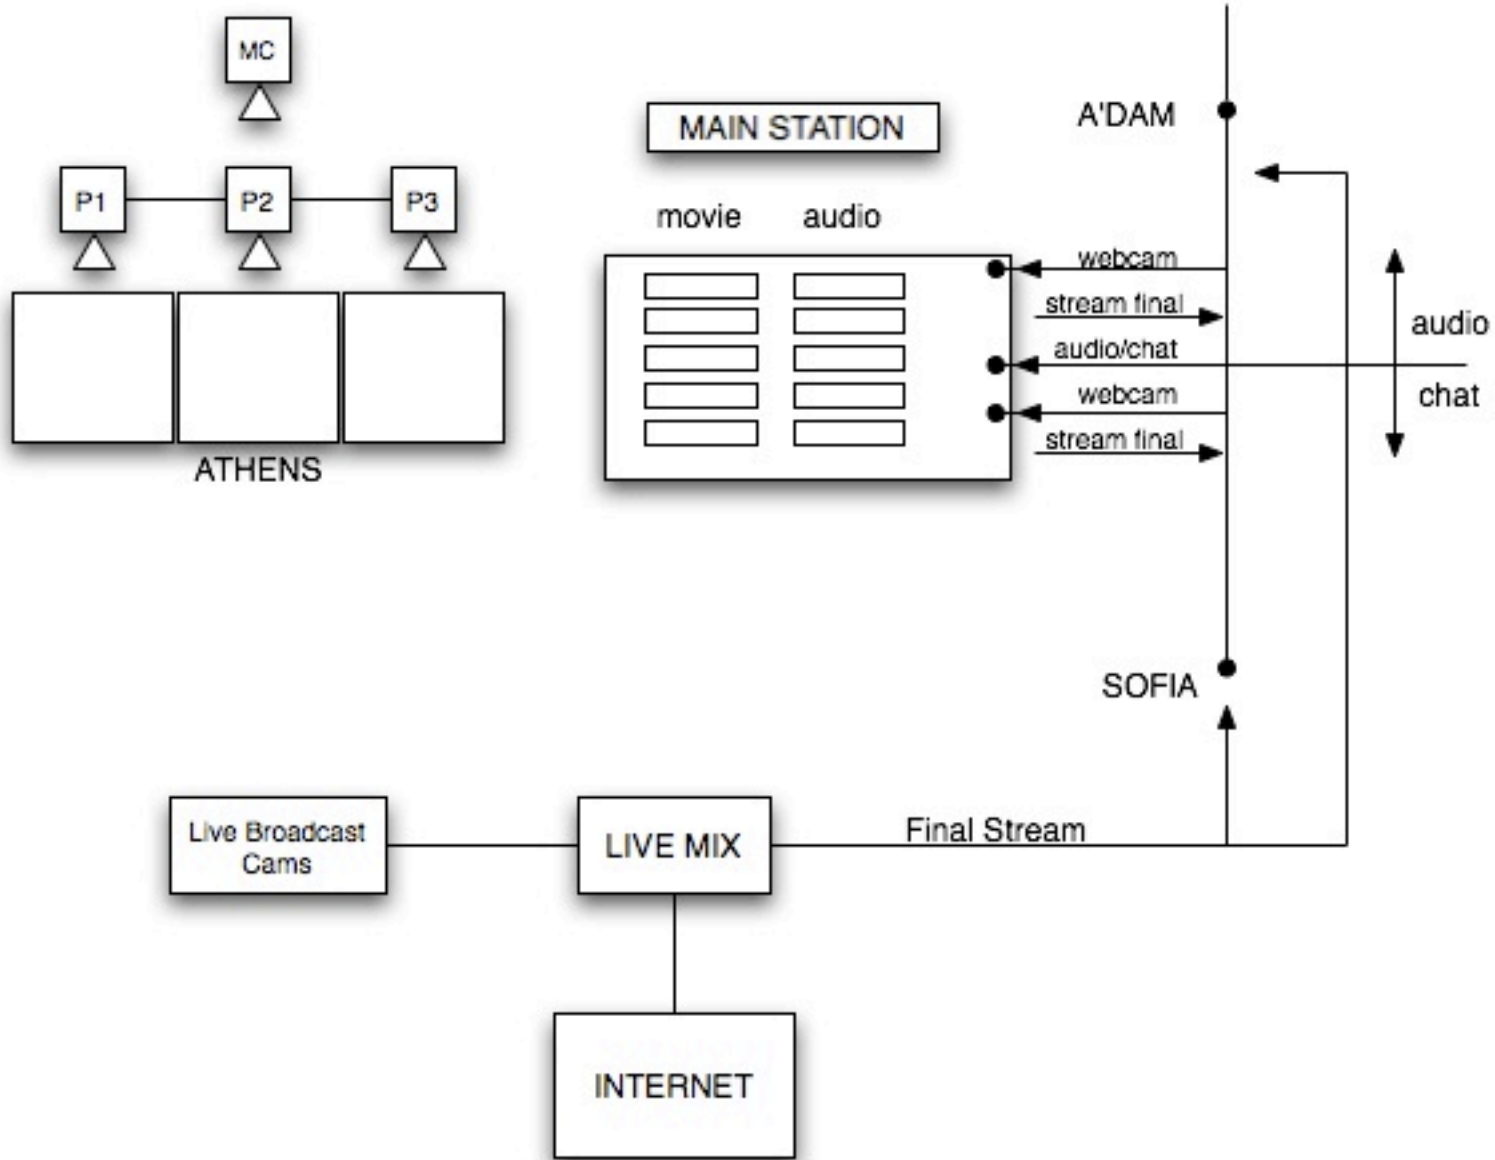 MC
P1
P2
P3
ATHENS
MAIN STATION
movie
audio
A'DAM
webcam
stream final
audio/chat
webcam
stream final
audio
chat
SOFIA
Live Broadcast
Cams
LIVE MIX
Final Stream
INTERNET